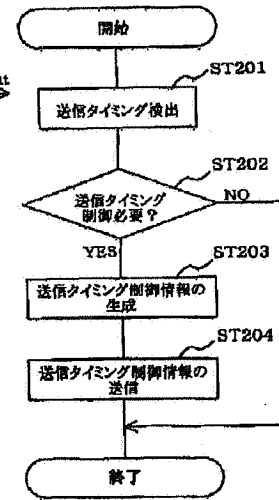 開始
ST201
送信タイミング検出
ST202
送信タイミング
制御必要?
NO
YES
ST203
送信タイミング制御情報の
生成
ST204
送信タイミング制御情報の
送信
終了